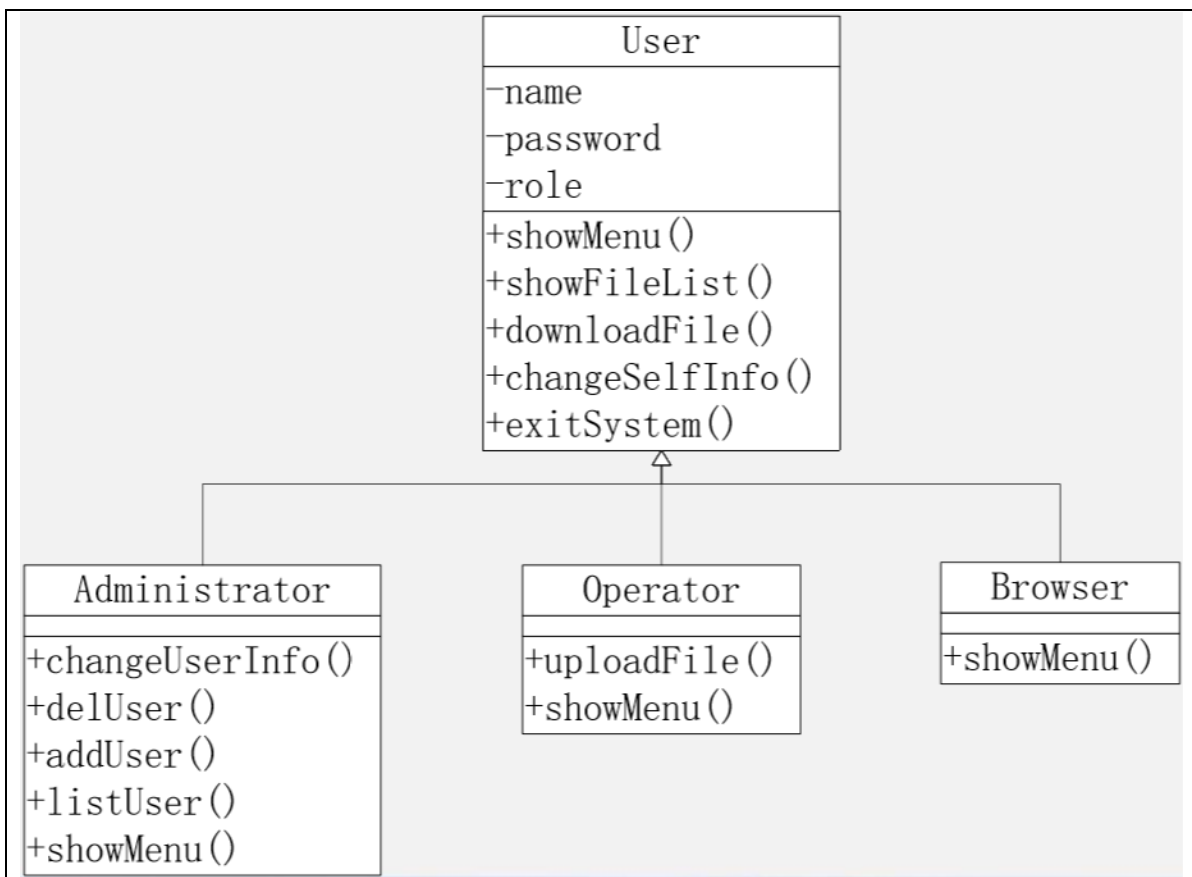 User
-name
-password
-role
+showMenu()
+showFileList()
+downloadFile()
+changeSelfInfo()
+exitSystem()
Administrator
+changeUserInfo()
+delUser()
+addUser()
+listUser()
+showMenu()
Operator
+uploadFile()
+showMenu()
Browser
+showMenu()